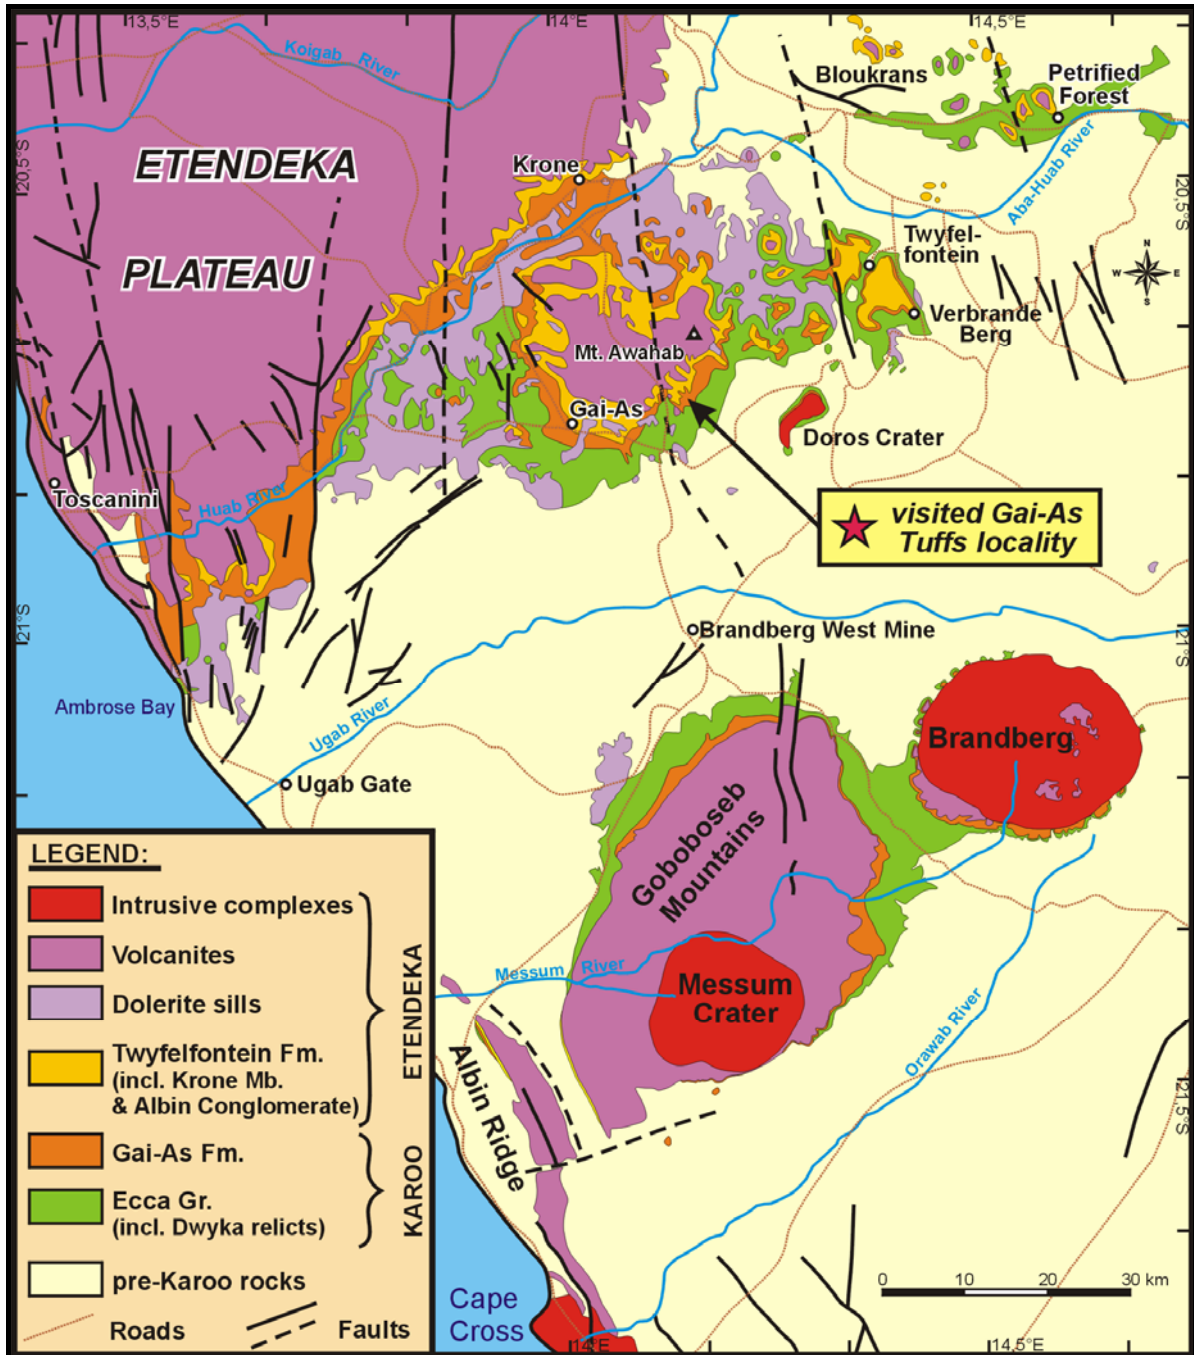 13,5°E
14°E
14,5°E
Koigab River
Bloukrans
Petrified
Forest
20,5°S
ETENDEKA
PLATEAU
Krone
Aba-Huab River
20,5°S
Twyfel-
fontein
N
W E
S
Verbrande
Berg
Mt. Awahab
Gai-As
Doros Crater
Toscanini
Huab River
visited Gai-As
Tuffs locality
21°S
21°S
Brandberg West Mine
Ambrose Bay
Ugab River
Brandberg
Ugab Gate
Goboboseb
Mountains
LEGEND:
Intrusive complexes
Volcanites
Dolerite sills
Twyfelfontein Fm.
(incl. Krone Mb.
& Albin Conglomerate)
ETENDEKA
Gai-As Fm.
Ecca Gr.
(incl. Dwyka relicts)
KAROO
pre-Karoo rocks
Roads
Faults
Messum River
Messum
Crater
Orawab River
Albin Ridge
21,5°S
0 10 20 30 km
Cape
Cross
14°E
14,5°E